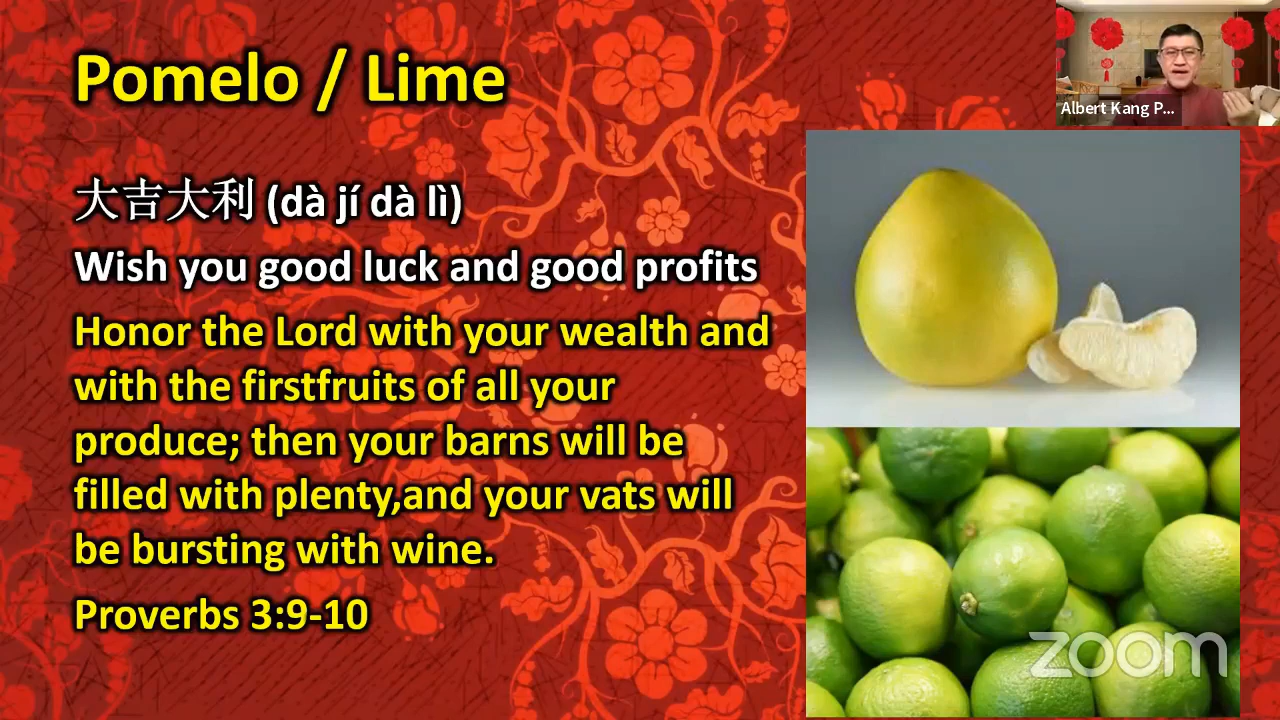 Pomelo / Lime
Albert Kang P...
大吉大利 (dà jí dà lì)
Wish you good luck and good profits
Honor the Lord with your wealth and
with the firstfruits of all your
produce; then your barns will be
filled with plenty,and your vats will
be bursting with wine.
Proverbs 3:9-10
zoom